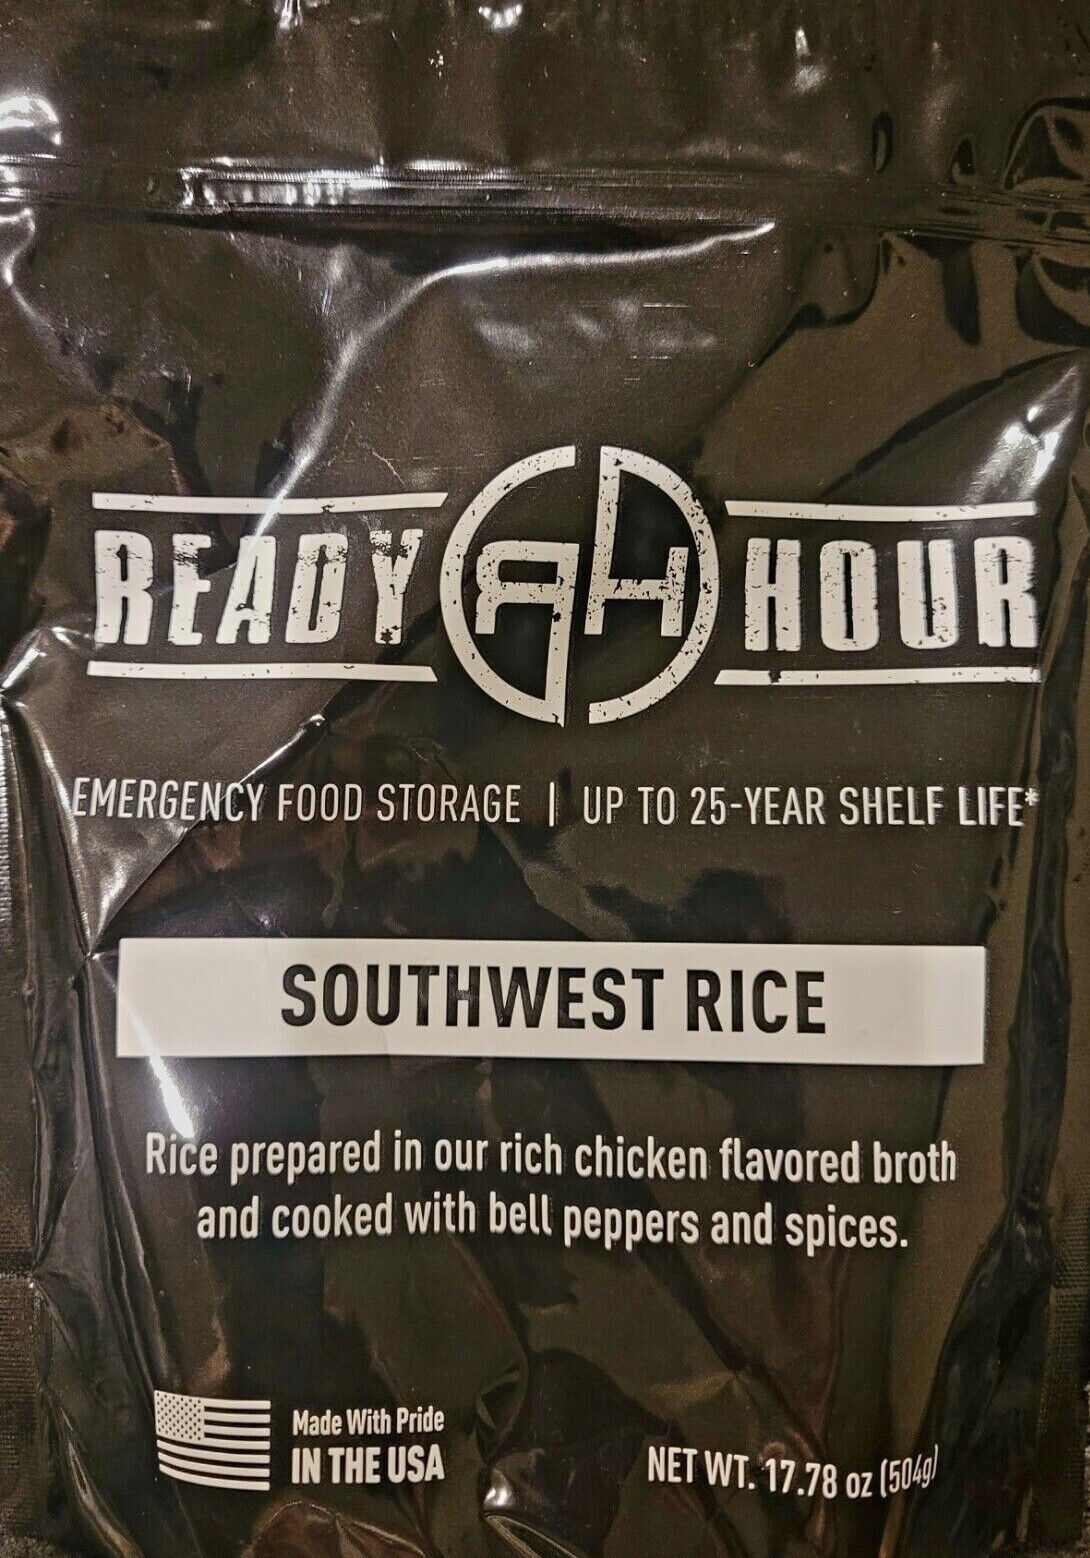 READY RH HOUR
EMERGENCY FOOD STORAGE | UP TO 25-YEAR SHELF LIFE*
SOUTHWEST RICE
Rice prepared in our rich chicken flavored broth
and cooked with bell peppers and spices.
Made With Pride
IN THE USA
NET WT. 17.78 oz (504g)